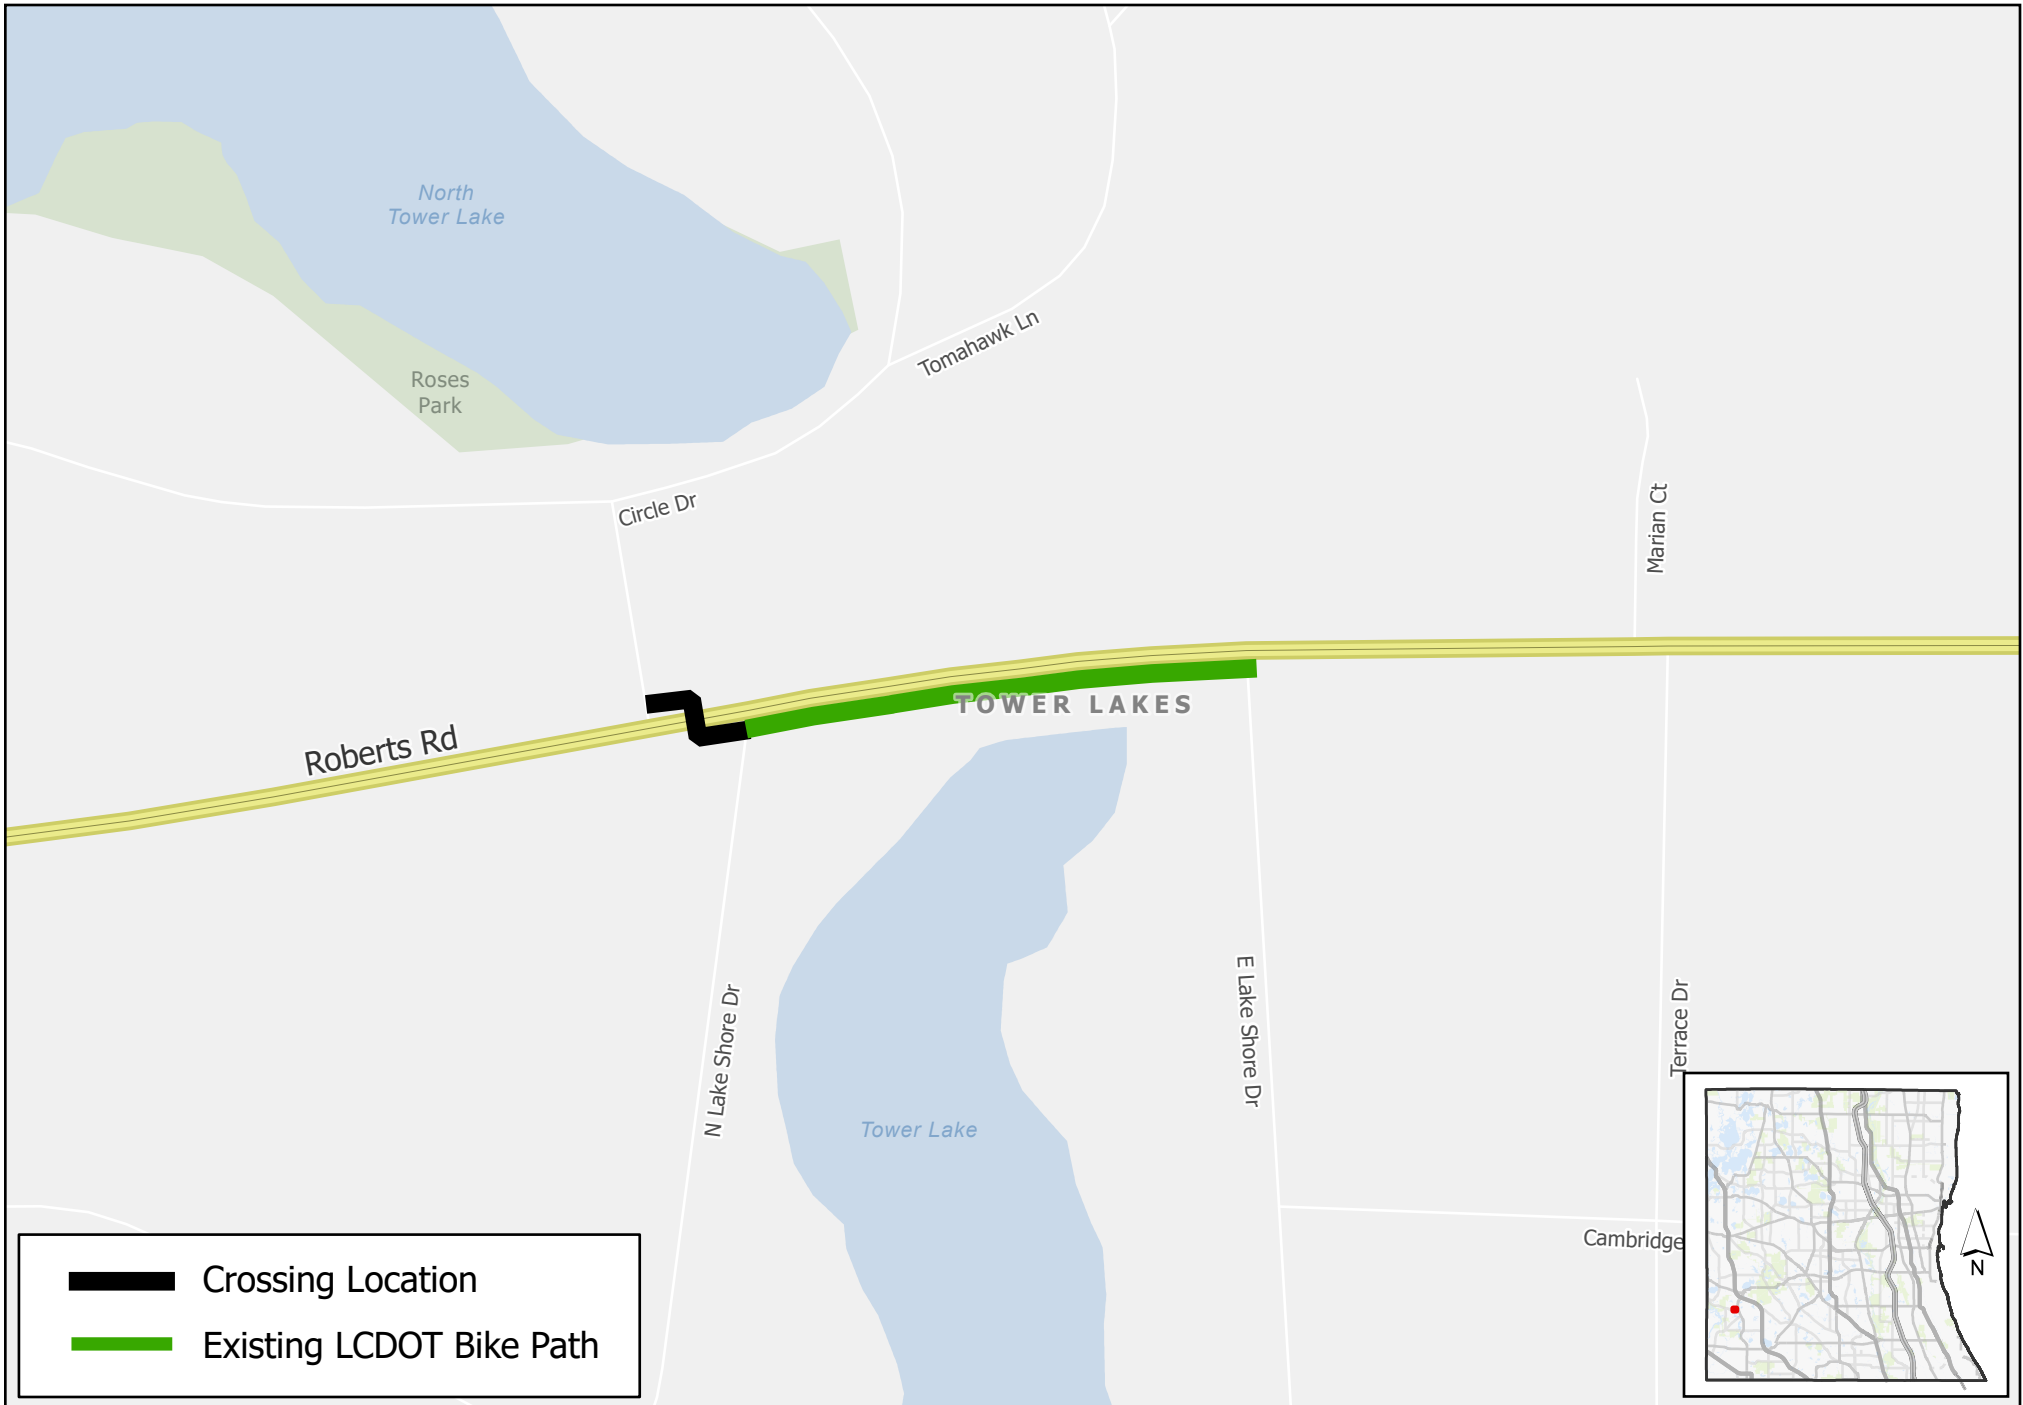 North
Tower Lake
Tomahawk Ln
Roses
Park
Circle Dr
Marian Ct
TOWER LAKES
Roberts Rd
E Lake Shore Dr
N Lake Shore Dr
Terrace Dr
Tower Lake
Cambridge
N
Crossing Location
Existing LCDOT Bike Path